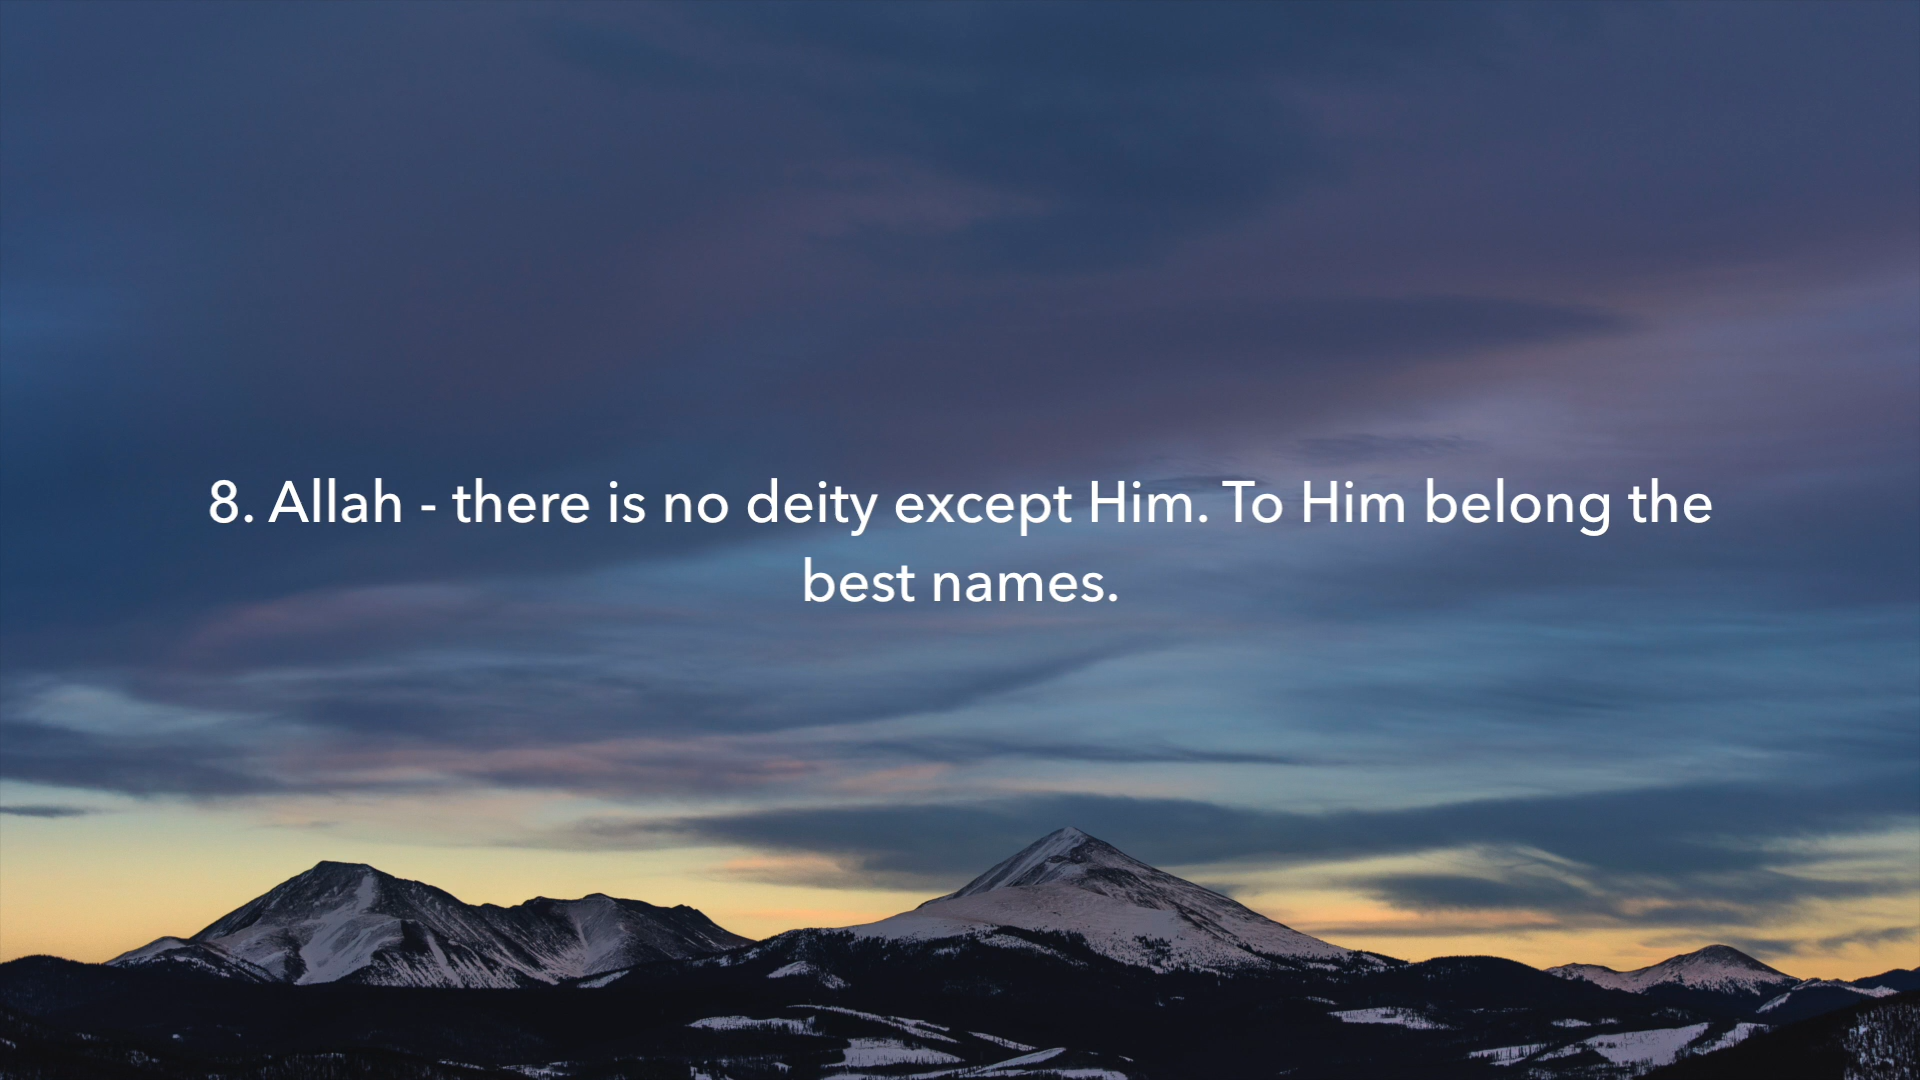 8. Allah - there is no deity except Him. To Him belong the
best names.